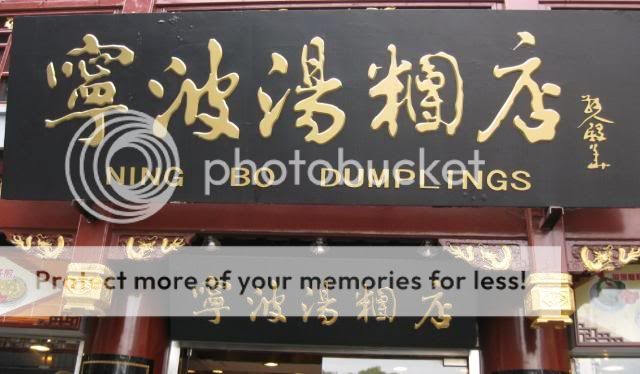 寧波湯糰店
NING BO DUMPLINGS
photobucket
Protect more of your memories for less!
寧波湯糰店